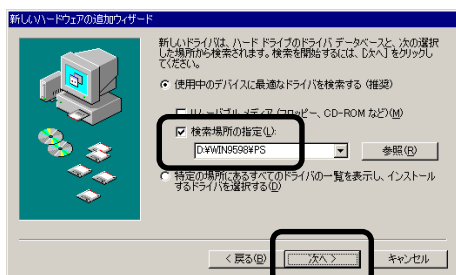 新しいハードウェアの追加ウィザード
新しいドライバは、ハード ドライブのドライバ データベースと、次の選択
した場所から検索されます。検索を開始するには、[次へ] をクリックし
てください。
使用中のデバイスに最適なドライバを検索する (推奨)
リムーバブル メディア (フロッピー、CD-ROM など)(M)
検索場所の指定(L):
D:¥WIN9598¥PS
参照(R)
特定の場所にあるすべてのドライバの一覧を表示し、インストール
するドライバを選択する(D)
< 戻る(B)
次へ >
キャンセル